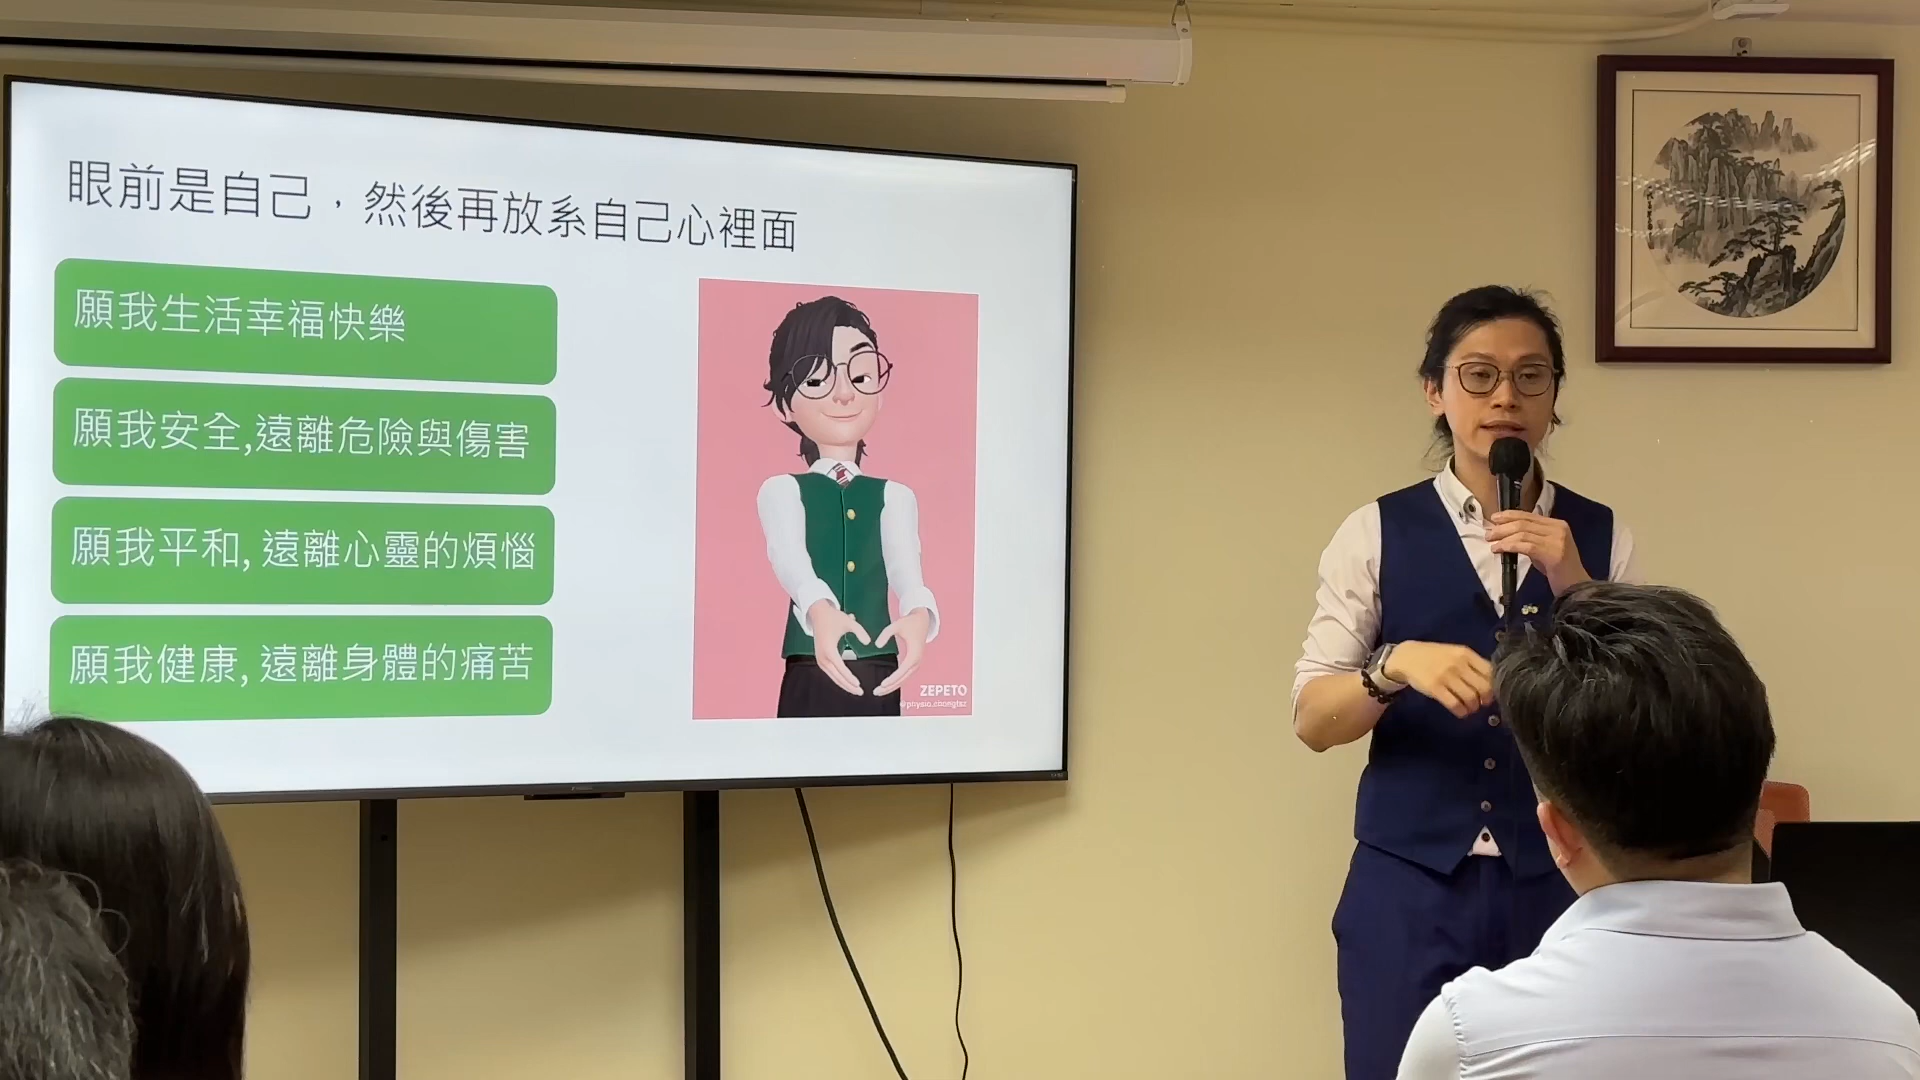 眼前是自己，然後再放系自己心裡面
願我生活幸福快樂
願我安全,遠離危險與傷害
願我平和, 遠離心靈的煩惱
願我健康, 遠離身體的痛苦
ZEPETO